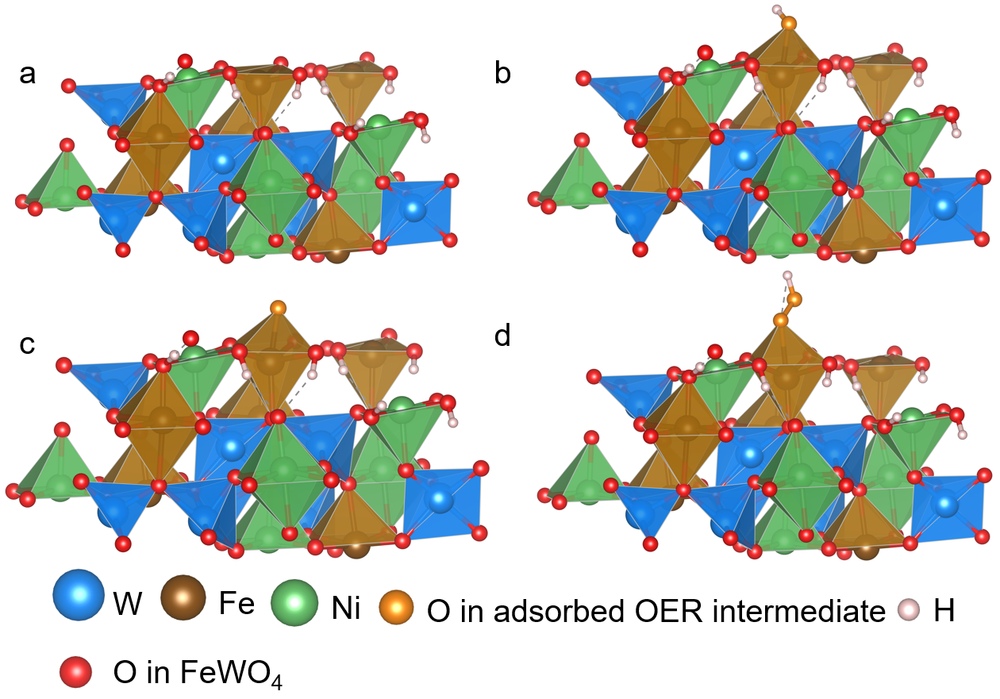 a
b
c
d
W Fe Ni O in adsorbed OER intermediate H
O in FeWO₄